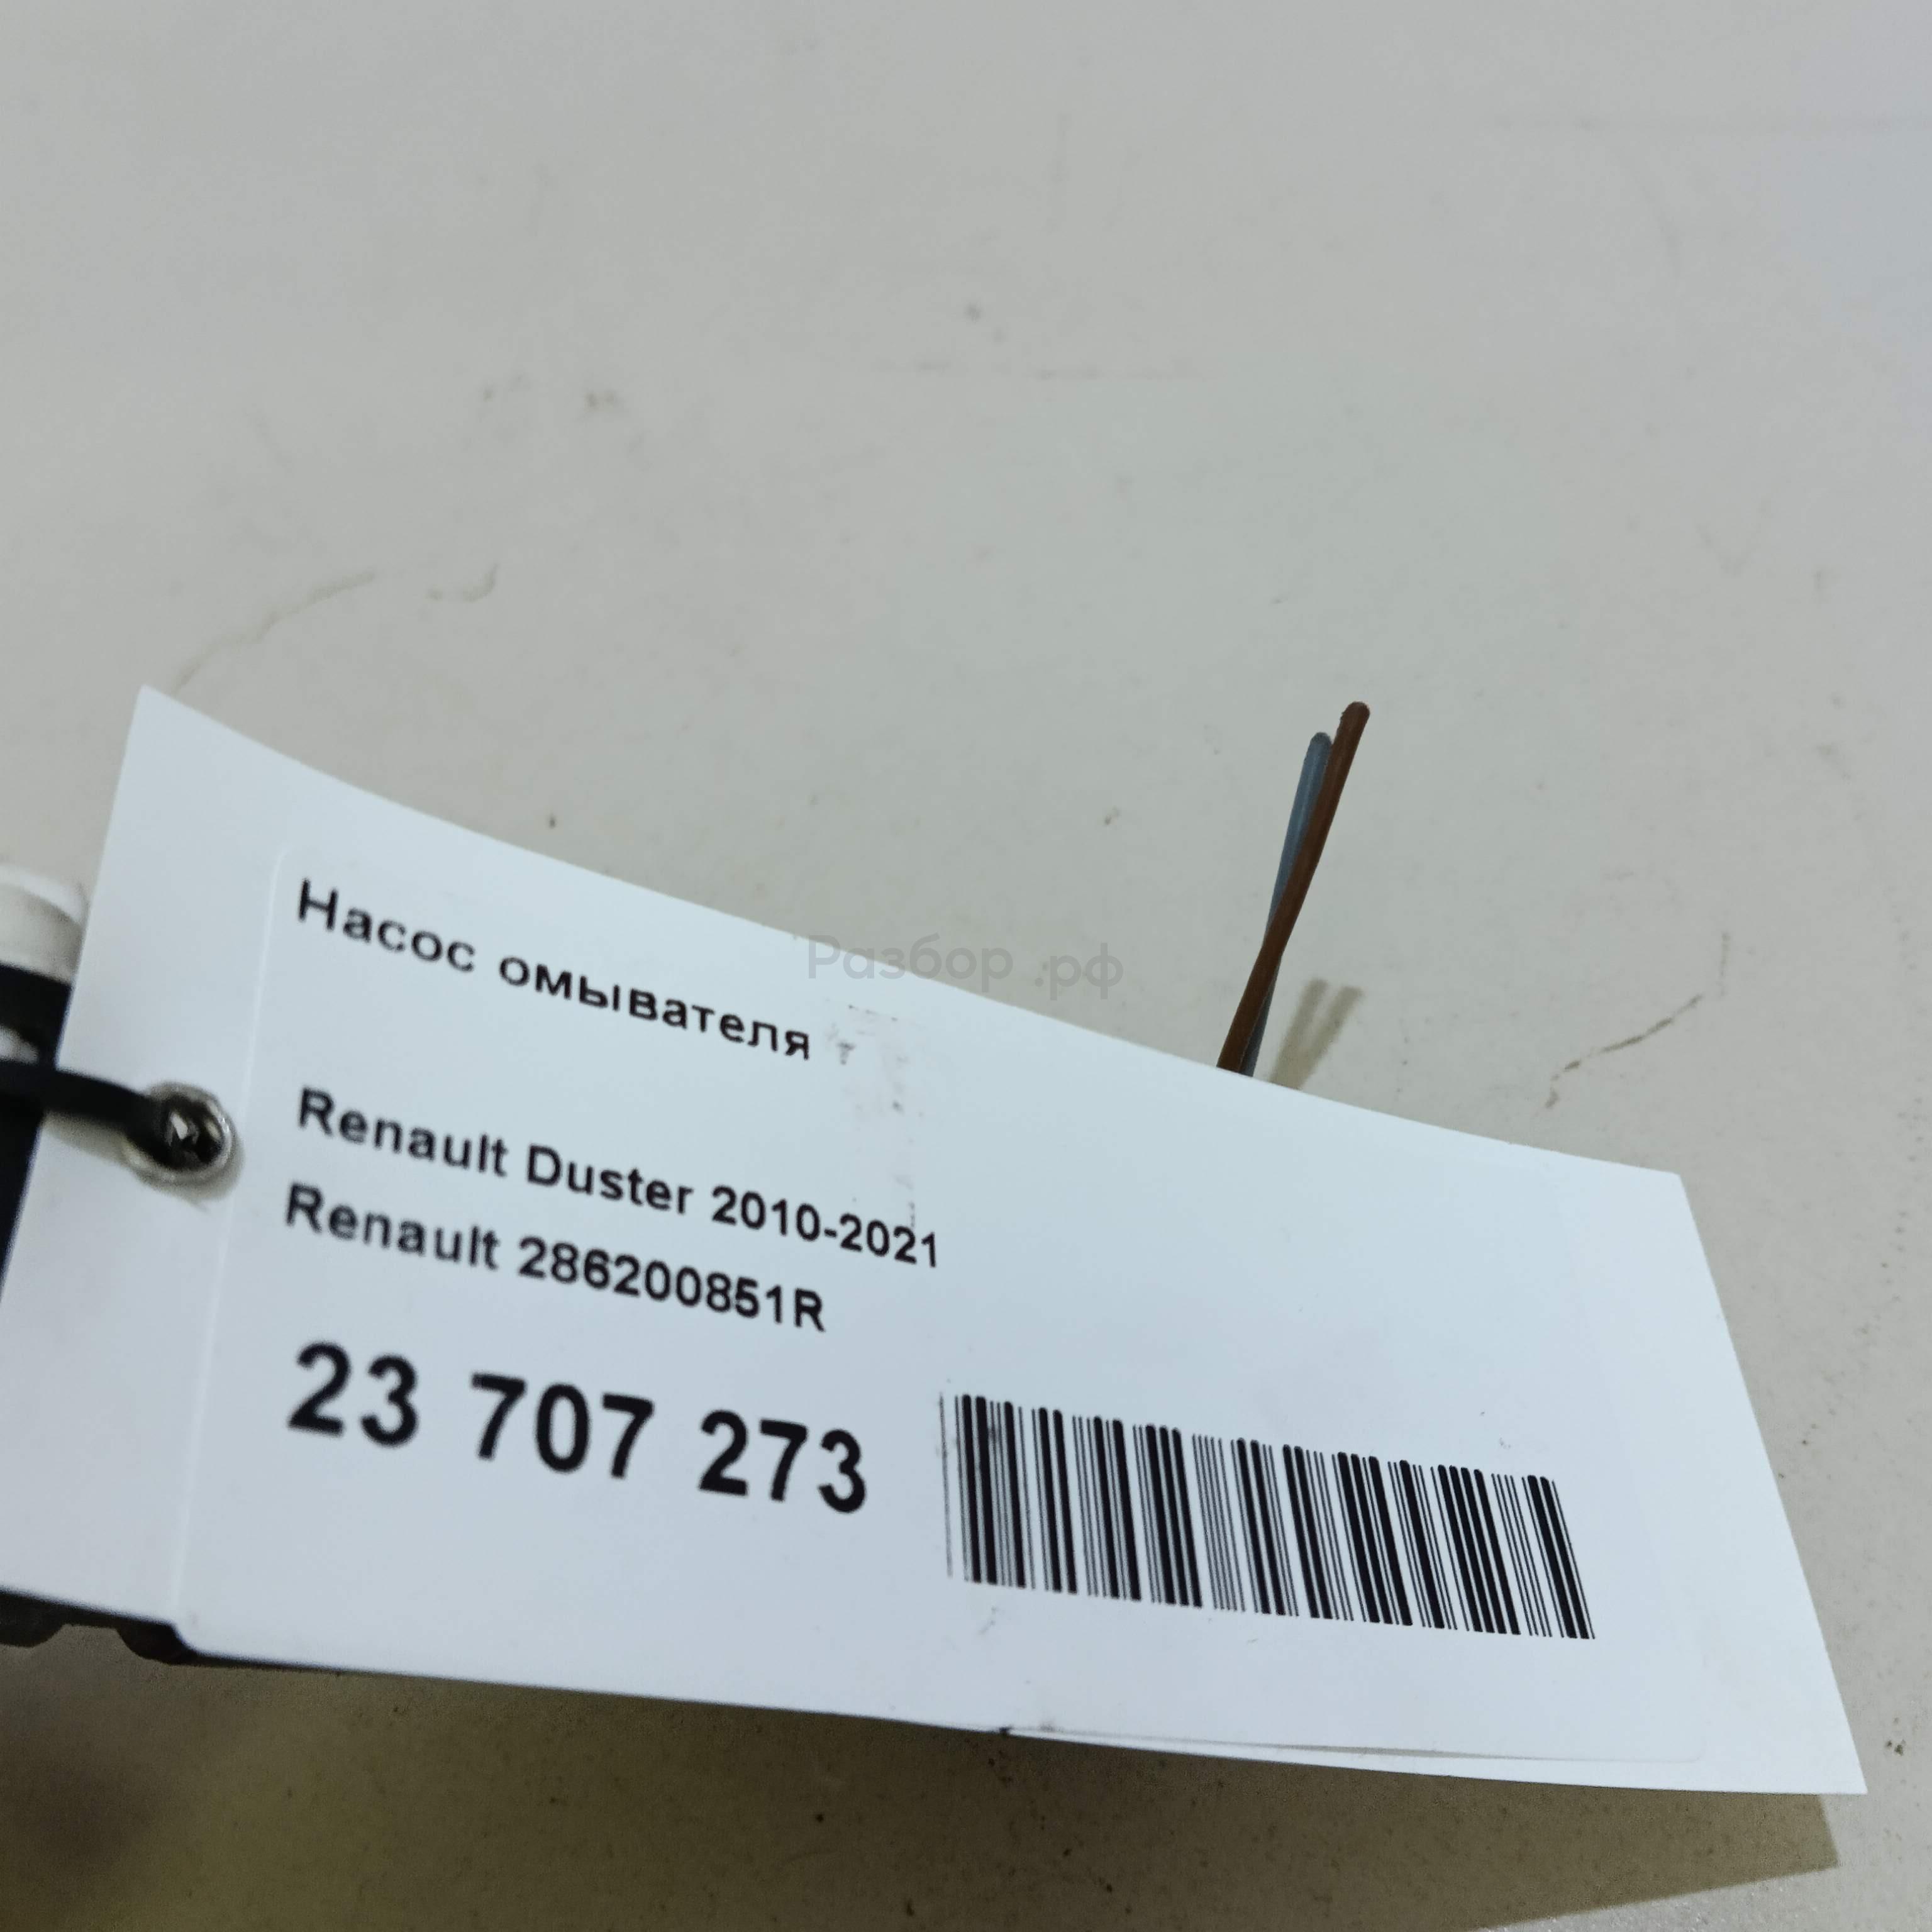 Разбор.рф
Насос омывателя
Renault Duster 2010-2021
Renault 286200851R
23 707 273